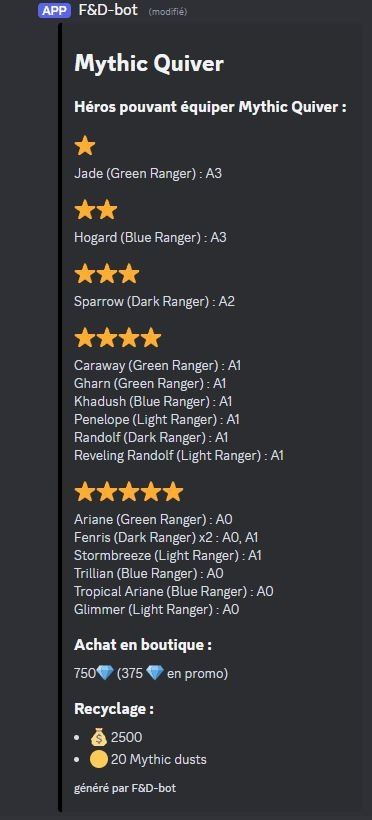 APP F&D-bot (modifié)
Mythic Quiver
Héros pouvant équiper Mythic Quiver :
Jade (Green Ranger) : A3
Hogard (Blue Ranger) : A3
Sparrow (Dark Ranger) : A2
Caraway (Green Ranger) : A1
Gharn (Green Ranger) : A1
Khadush (Blue Ranger) : A1
Penelope (Light Ranger) : A1
Randolf (Dark Ranger) : A1
Reveling Randolf (Light Ranger) : A1
Ariane (Green Ranger) : A0
Fenris (Dark Ranger) x2 : A0, A1
Stormbreeze (Light Ranger) : A1
Trillian (Blue Ranger) : A0
Tropical Ariane (Blue Ranger) : A0
Glimmer (Light Ranger) : A0
Achat en boutique :
750💎 (375 💎 en promo)
Recyclage :
• 💰 2500
• 🟡 20 Mythic dusts
généré par F&D-bot